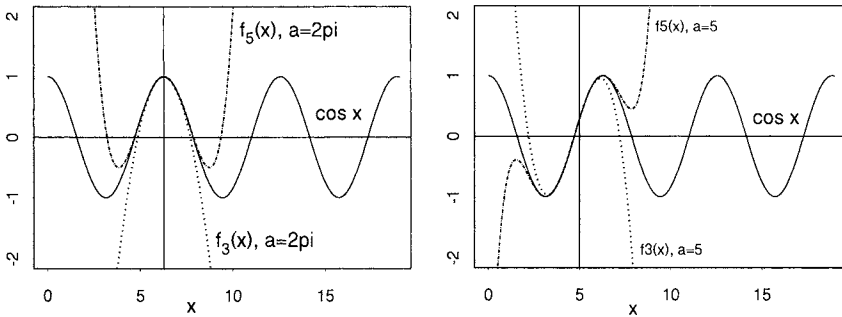 2
1
0
-1
-2
f5(x), a=2pi
cos x
f3(x), a=2pi
0
5
10
15
x
2
1
0
-1
-2
f5(x), a=5
cos x
f3(x), a=5
0
5
10
15
x